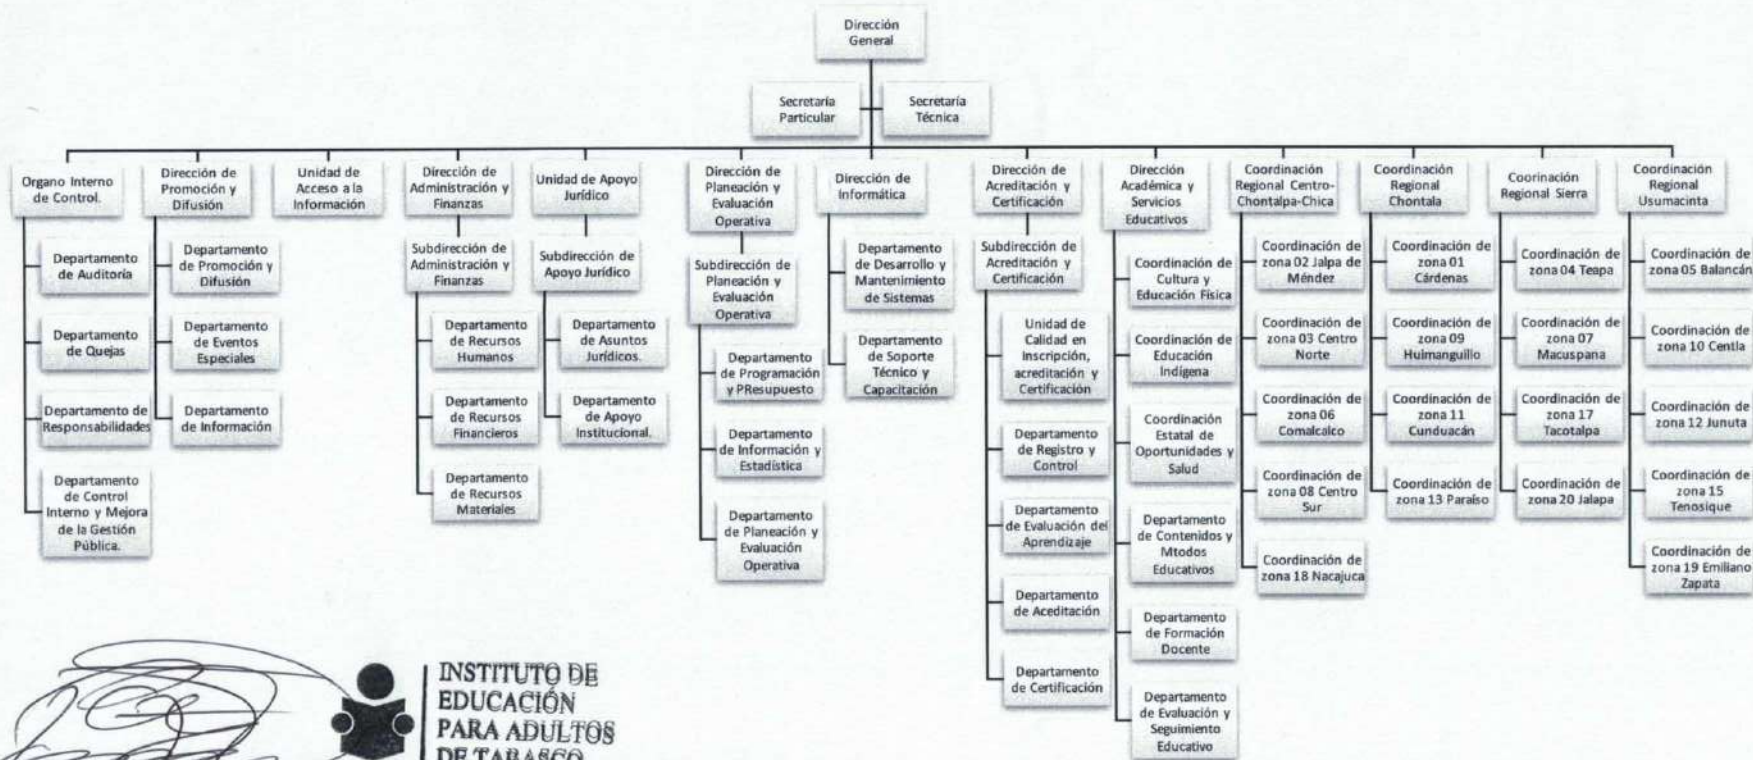 Dirección
General
Secretaría
Particular
Secretaría
Técnica
Organo Interno
de Control.
Departamento
de Auditoría
Departamento
de Quejas
Departamento de
Responsabilidades
Departamento
de Control
Interno y Mejora
de la Gestión
Pública.
Dirección de
Promoción y
Difusión
Departamento
de Promoción y
Difusión
Departamento
de Eventos
Especiales
Departamento
de Información
Unidad de
Acceso a la
Información
Dirección de
Administración y
Finanzas
Subdirección de
Administración y
Finanzas
Departamento
de Recursos
Humanos
Departamento
de Recursos
Financieros
Departamento
de Recursos
Materiales
Unidad de Apoyo
Jurídico
Subdirección de
Apoyo Jurídico
Departamento
de Asuntos
Jurídicos.
Departamento
de Apoyo
Institucional.
Dirección de
Planeación y
Evaluación
Operativa
Subdirección de
Planeación y
Evaluación
Operativa
Departamento
de Programación
y PResupuesto
Departamento
de Información y
Estadística
Departamento
de Planeación y
Evaluación
Operativa
Dirección de
Informática
Departamento
de Desarrollo y
Mantenimiento
de Sistemas
Departamento
de Soporte
Técnico y
Capacitación
Dirección de
Acreditación y
Certificación
Subdirección de
Acreditación y
Certificación
Unidad de
Calidad en
Inscripción,
acreditación y
Certificación
Departamento
de Registro y
Control
Departamento
de Evaluación del
Aprendizaje
Departamento
de Aceditación
Departamento
de Certificación
Dirección
Académica y
Servicios
Educativos
Coordinación de
Cultura y
Educación Física
Coordinación de
Educación
Indígena
Coordinación
Estatal de
Oportunidades y
Salud
Departamento
de Contenidos y
Mtodos
Educativos
Departamento
de Formación
Docente
Departamento
de Evaluación y
Seguimiento
Educativo
Coordinación
Regional Centro-
Chontalpa-Chica
Coordinación de
zona 02 Jalpa de
Méndez
Coordinación de
zona 03 Centro
Norte
Coordinación de
zona 06
Comalcalco
Coordinación de
zona 08 Centro
Sur
Coordinación de
zona 18 Nacajuca
Coordinación
Regional
Chontala
Coordinación de
zona 01
Cárdenas
Coordinación de
zona 09
Huimanguillo
Coordinación de
zona 11
Cunduacán
Coordinación de
zona 13 Paraíso
Coorinación
Regional Sierra
Coordinación de
zona 04 Teapa
Coordinación de
zona 07
Macuspana
Coordinación de
zona 17
Tacotalpa
Coordinación de
zona 20 Jalapa
Coordinación
Regional
Usumacinta
Coordinación de
zona 05 Balancán
Coordinación de
zona 10 Centla
Coordinación de
zona 12 Junuta
Coordinación de
zona 15
Tenosique
Coordinación de
zona 19 Emiliano
Zapata
INSTITUTO DE
EDUCACIÓN
PARA ADULTOS
DE TABASCO